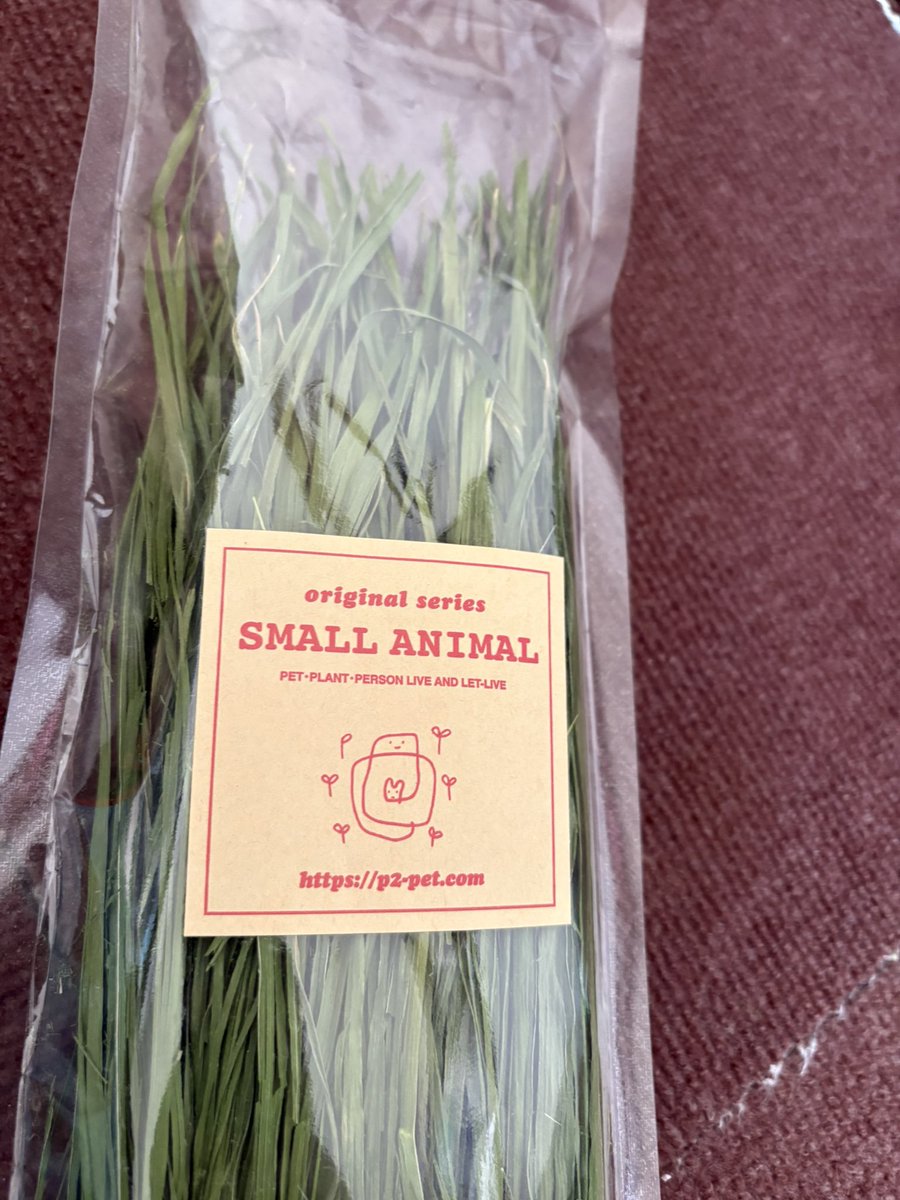 original series
SMALL ANIMAL
PET・PLANT・PERSON LIVE AND LET-LIVE
https://p2-pet.com